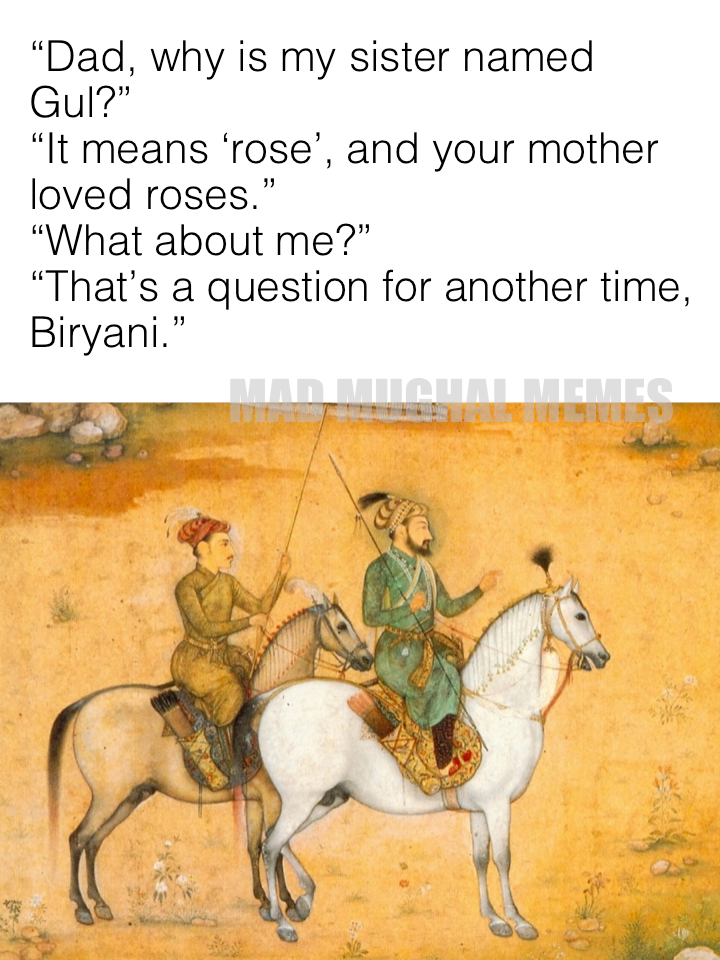 “Dad, why is my sister named
Gul?”
“It means ‘rose’, and your mother
loved roses.”
“What about me?”
“That’s a question for another time,
Biryani.”
MAD MUGHAL MEMES